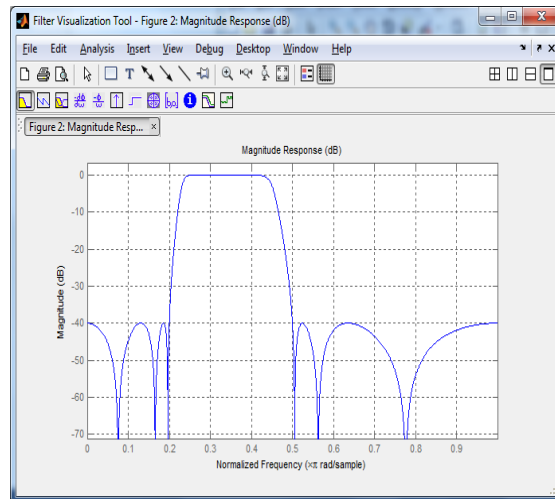 Filter Visualization Tool - Figure 2: Magnitude Response (dB)
File Edit Analysis Insert View Debug Desktop Window Help
Figure 2: Magnitude Resp... x
Magnitude Response (dB)
0
-10
-20
-30
-40
-50
-60
-70
Magnitude (dB)
0 0.1 0.2 0.3 0.4 0.5 0.6 0.7 0.8 0.9
Normalized Frequency (×π rad/sample)